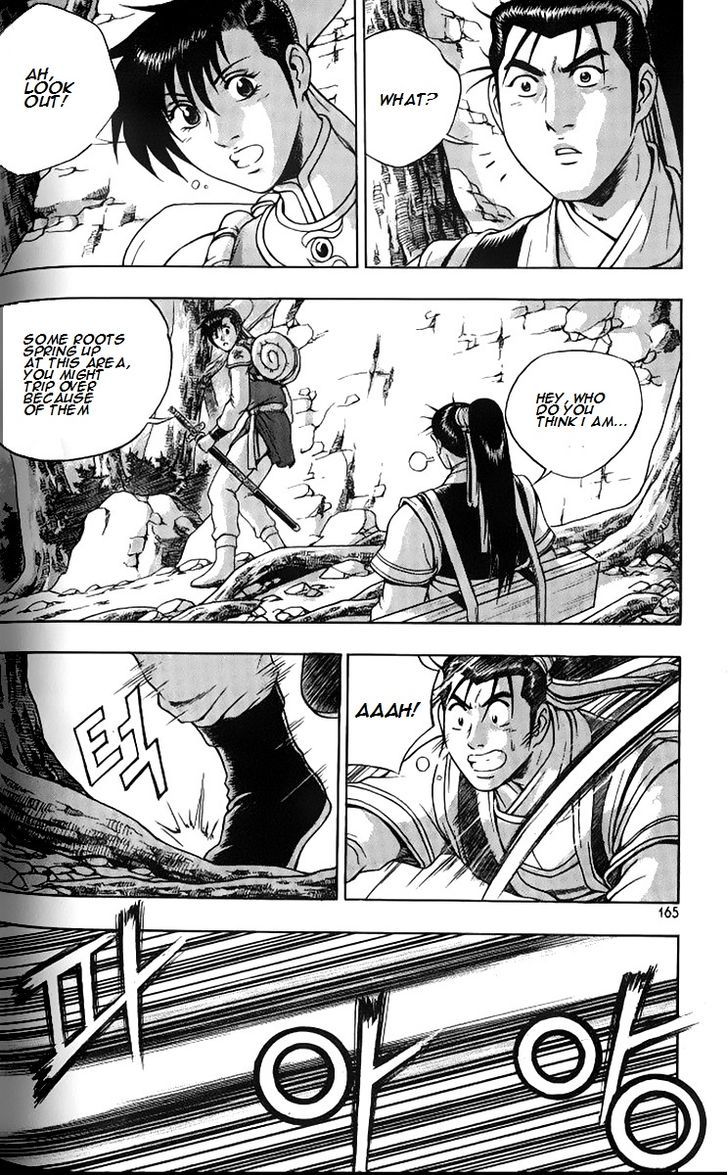 AH,
LOOK
OUT!
WHAT?
SOME ROOTS
SPRING UP
AT THIS AREA,
YOU MIGHT
TRIP OVER
BECAUSE
OF THEM
HEY, WHO
DO YOU
THINK I AM...
턱
AAAH!
165
파아앙